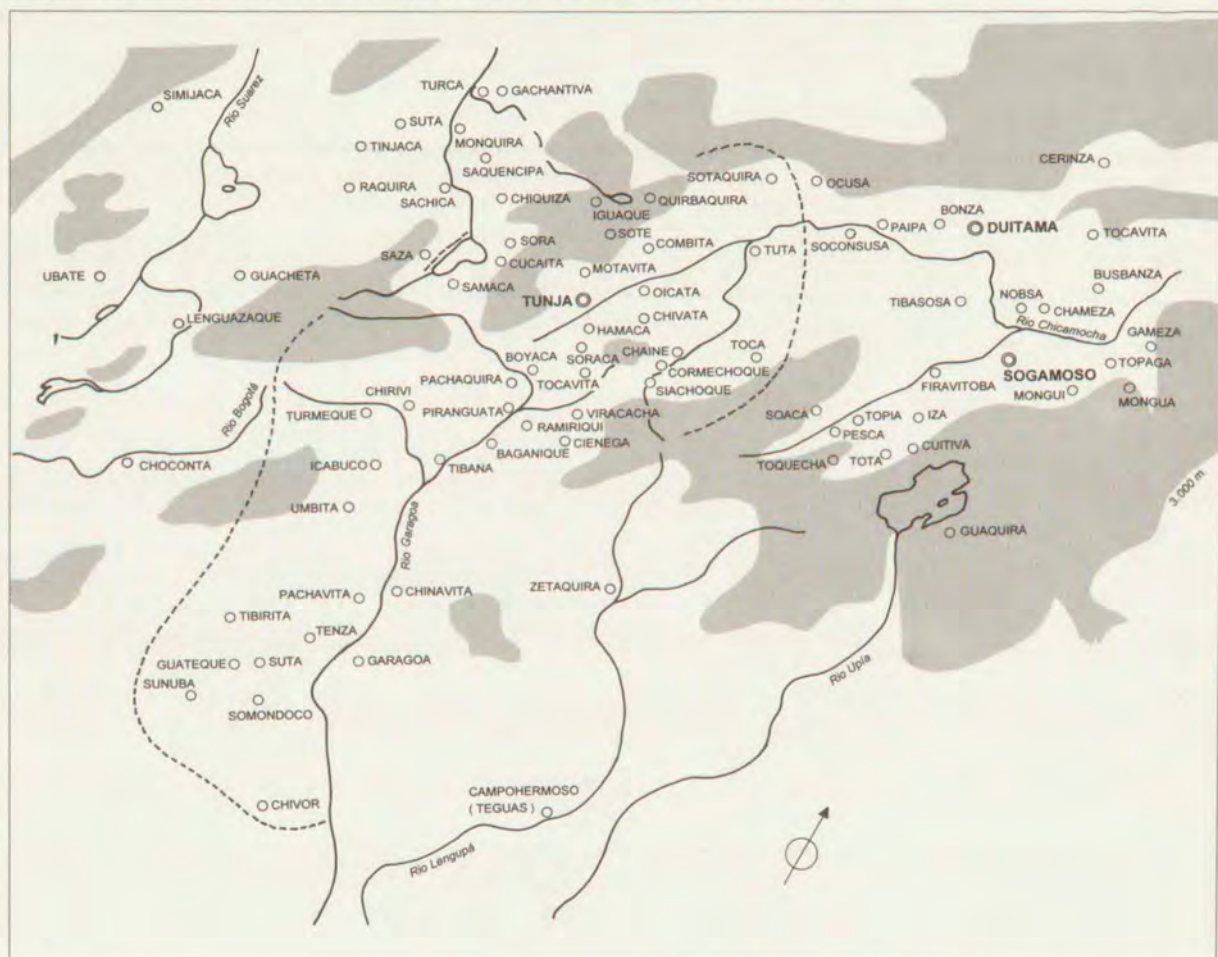 SIMIJACA
Rio Suarez
TURCA
GACHANTIVA
SUTA
MONQUIRA
TINJACA
SAQUENCIPA
CERINZA
RAQUIRA
SACHICA
CHIQUIZA
IGUAQUE
QUIRBAQUIRA
SOTAQUIRA
OCUSA
SORA
SOTE
COMBITA
TUTA
SOCONSUSA
PAIPA
BONZA
DUITAMA
TOCAVITA
SAZA
CUCAITA
MOTAVITA
UBATE
GUACHETA
SAMACA
TUNJA
OICATA
TIBASOSA
NOBSA
CHAMEZA
BUSBANZA
LENGUAZAQUE
HAMACA
CHIVATA
Rio Chicamocha
GAMEZA
BOYACA
SORACA
CHAINE
TOCA
SOGAMOSO
TOPAGA
PACHAQUIRA
TOCAVITA
CORMECHOQUE
SIACHOQUE
FIRAVITOBA
MONGUI
MONGUA
Rio Bogotá
CHIRIVI
TURMEQUE
PIRANGUATA
VIRACACHA
RAMIRIQUI
SOACA
TOPIA
IZA
PESCA
CHOCONTA
ICABUCO
TIBANA
BAGANIQUE
CIENEGA
TOQUECHA
TOTA
CUITIVA
3.000 m.
UMBITA
Rio Garagoa
GUAQUIRA
PACHAVITA
CHINAVITA
ZETAQUIRA
TIBIRITA
TENZA
GUATEQUE
SUTA
GARAGOA
SUNUBA
SOMONDOCO
Rio Upia
CHIVOR
CAMPOHERMOSO
( TEGUAS )
Rio Lengupá